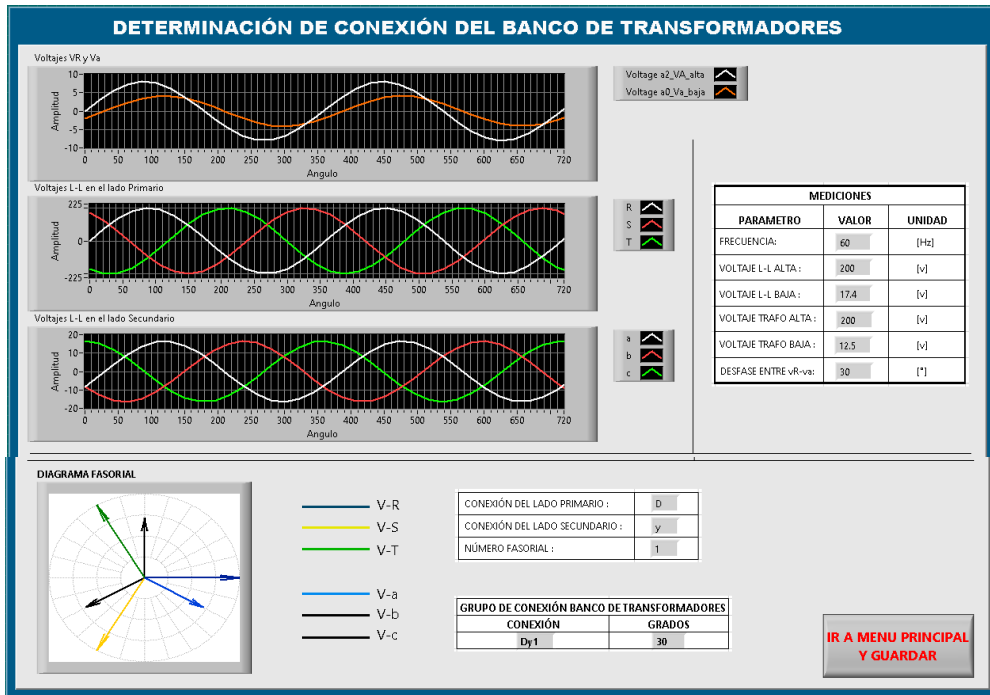 DETERMINACIÓN DE CONEXIÓN DEL BANCO DE TRANSFORMADORES
Voltajes VR y Va
Amplitud
10
5
0
-5
-10
0 50 100 150 200 250 300 350 400 450 500 550 600 650 720
Angulo
Voltage a2_VA_alta
Voltage a0_Va_baja
Voltajes L-L en el lado Primario
Amplitud
225
0
-225
0 50 100 150 200 250 300 350 400 450 500 550 600 650 720
Angulo
R
S
T
Voltajes L-L en el lado Secundario
Amplitud
20
10
0
-10
-20
0 50 100 150 200 250 300 350 400 450 500 550 600 650 720
Angulo
a
b
c
MEDICIONES
PARAMETRO VALOR UNIDAD
FRECUENCIA: 60 [Hz]
VOLTAJE L-L ALTA : 200 [v]
VOLTAJE L-L BAJA : 17.4 [v]
VOLTAJE TRAFO ALTA : 200 [v]
VOLTAJE TRAFO BAJA : 12.5 [v]
DESFASE ENTRE vR-va: 30 [°]
DIAGRAMA FASORIAL
V-R
V-S
V-T
V-a
V-b
V-c
CONEXIÓN DEL LADO PRIMARIO : D
CONEXIÓN DEL LADO SECUNDARIO : y
NÚMERO FASORIAL : 1
GRUPO DE CONEXIÓN BANCO DE TRANSFORMADORES
CONEXIÓN GRADOS
Dy1 30
IR A MENU PRINCIPAL
Y GUARDAR